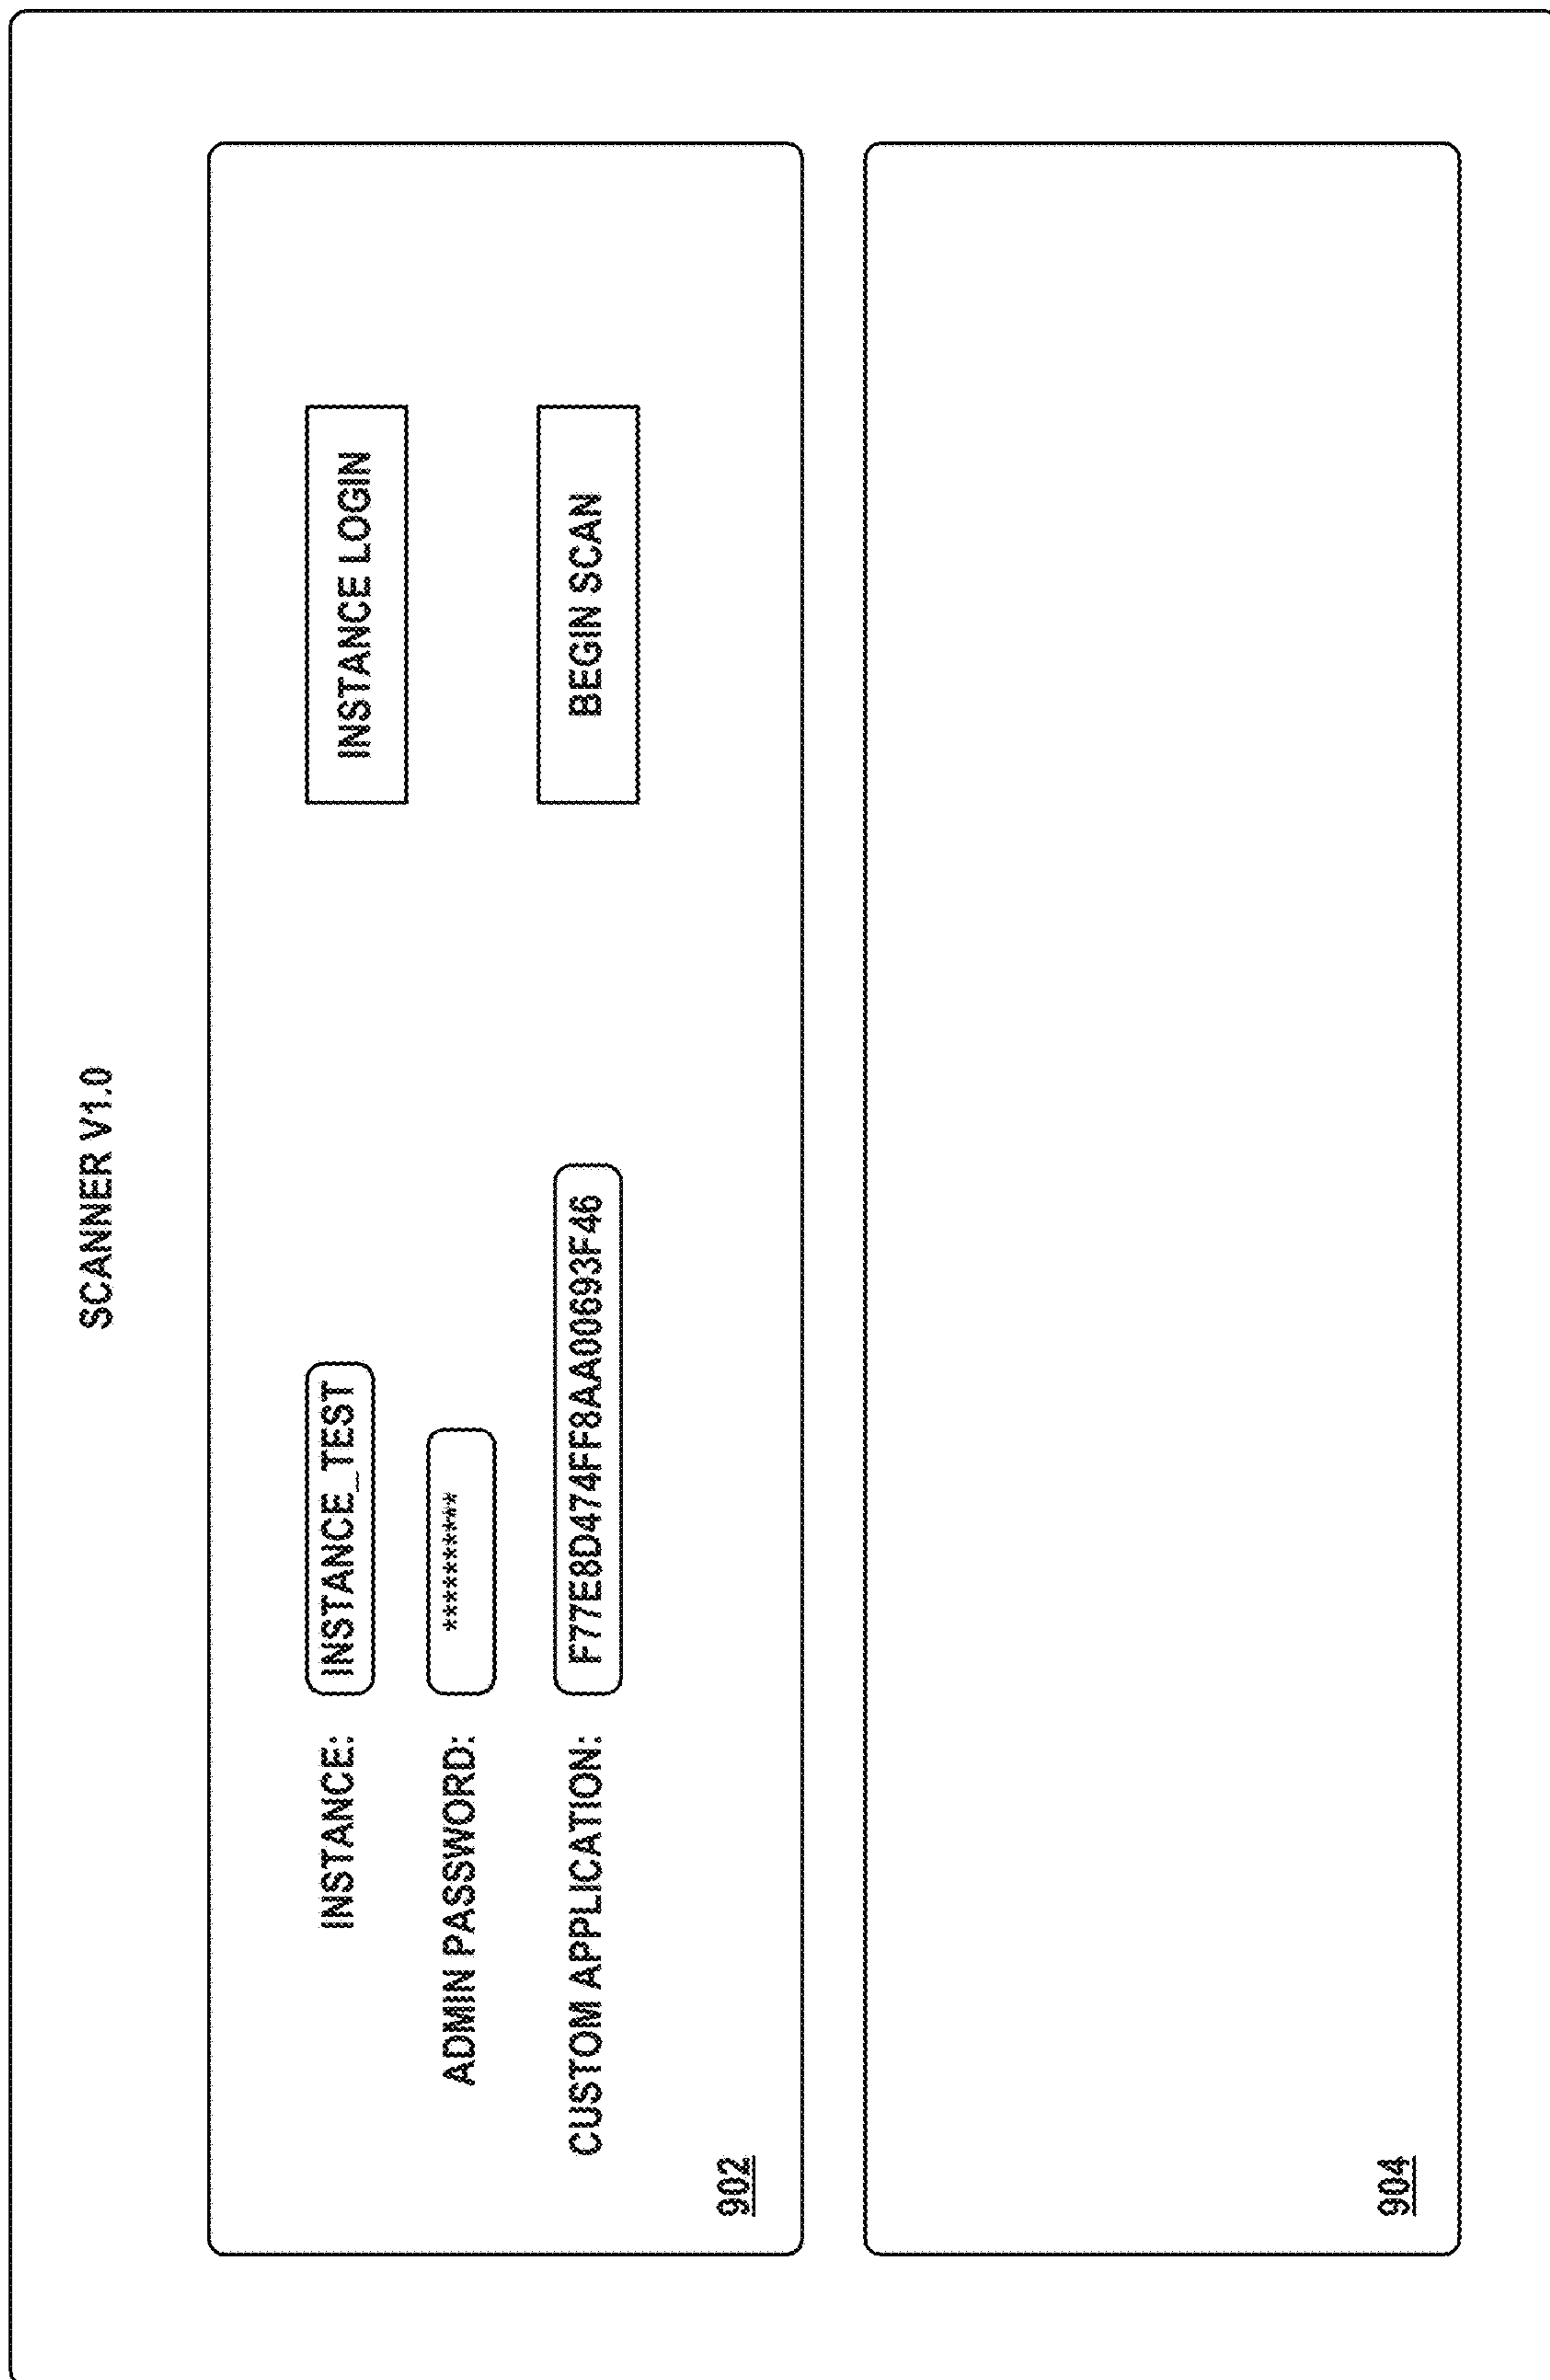 SCANNER V1.0
INSTANCE: INSTANCE_TEST
INSTANCE LOGIN
ADMIN PASSWORD: *********
CUSTOM APPLICATION: F77E8D474FF8AA00693F46
BEGIN SCAN
902
904